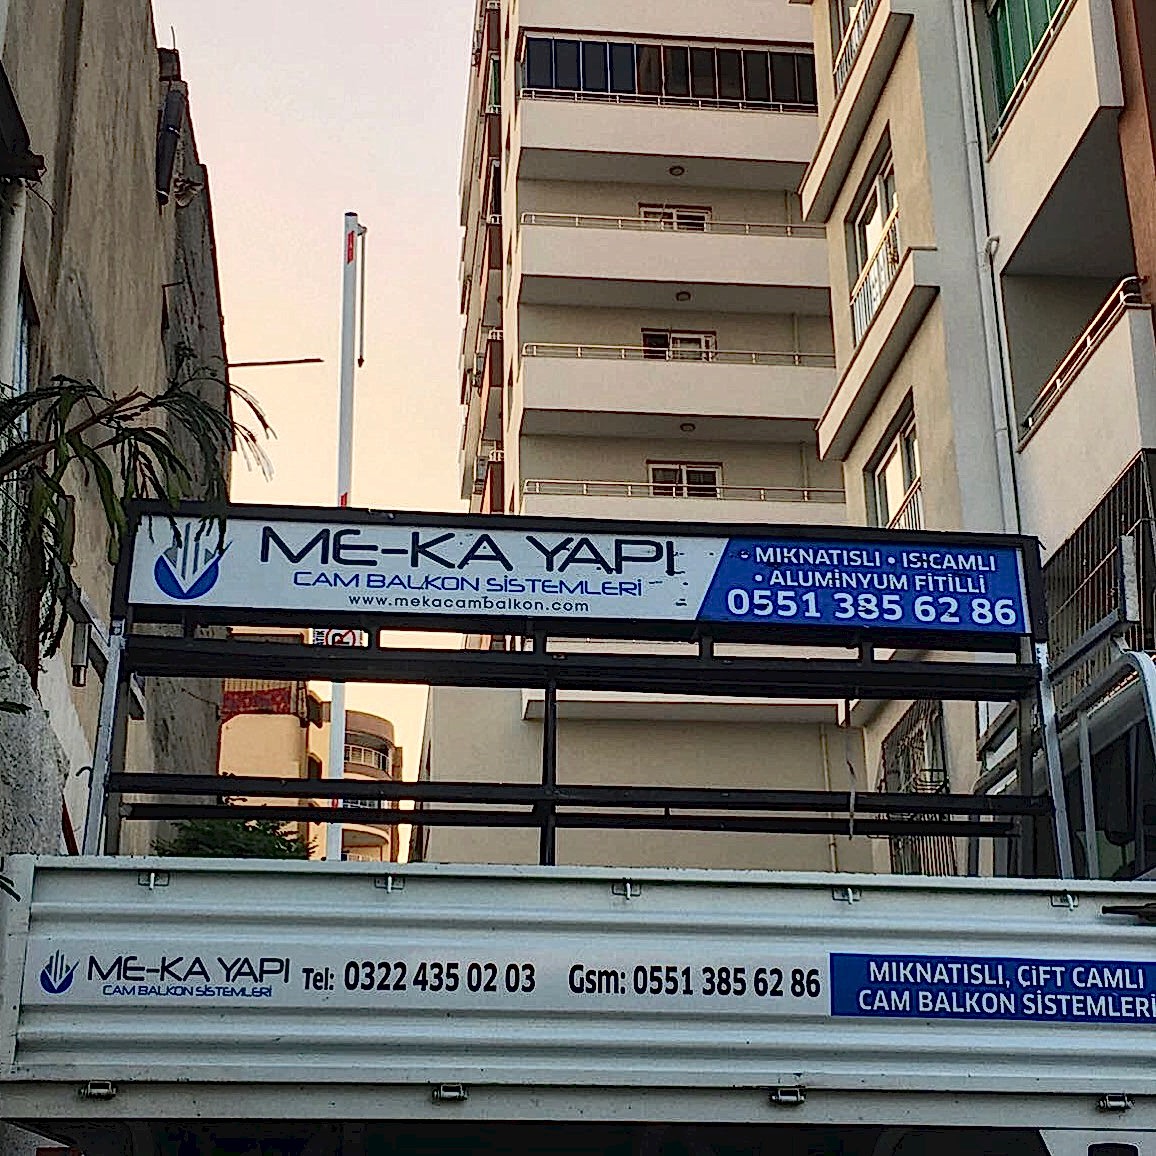 ME-KA YAPI
CAM BALKON SİSTEMLERİ
www.mekacambalkon.com
• MIKNATISLI • ISICAMLI
• ALUMİNYUM FİTİLLİ
0551 385 62 86
ME-KA YAPI
CAM BALKON SİSTEMLERİ
Tel: 0322 435 02 03 Gsm: 0551 385 62 86
MIKNATISLI, ÇİFT CAMLI
CAM BALKON SİSTEMLERİ